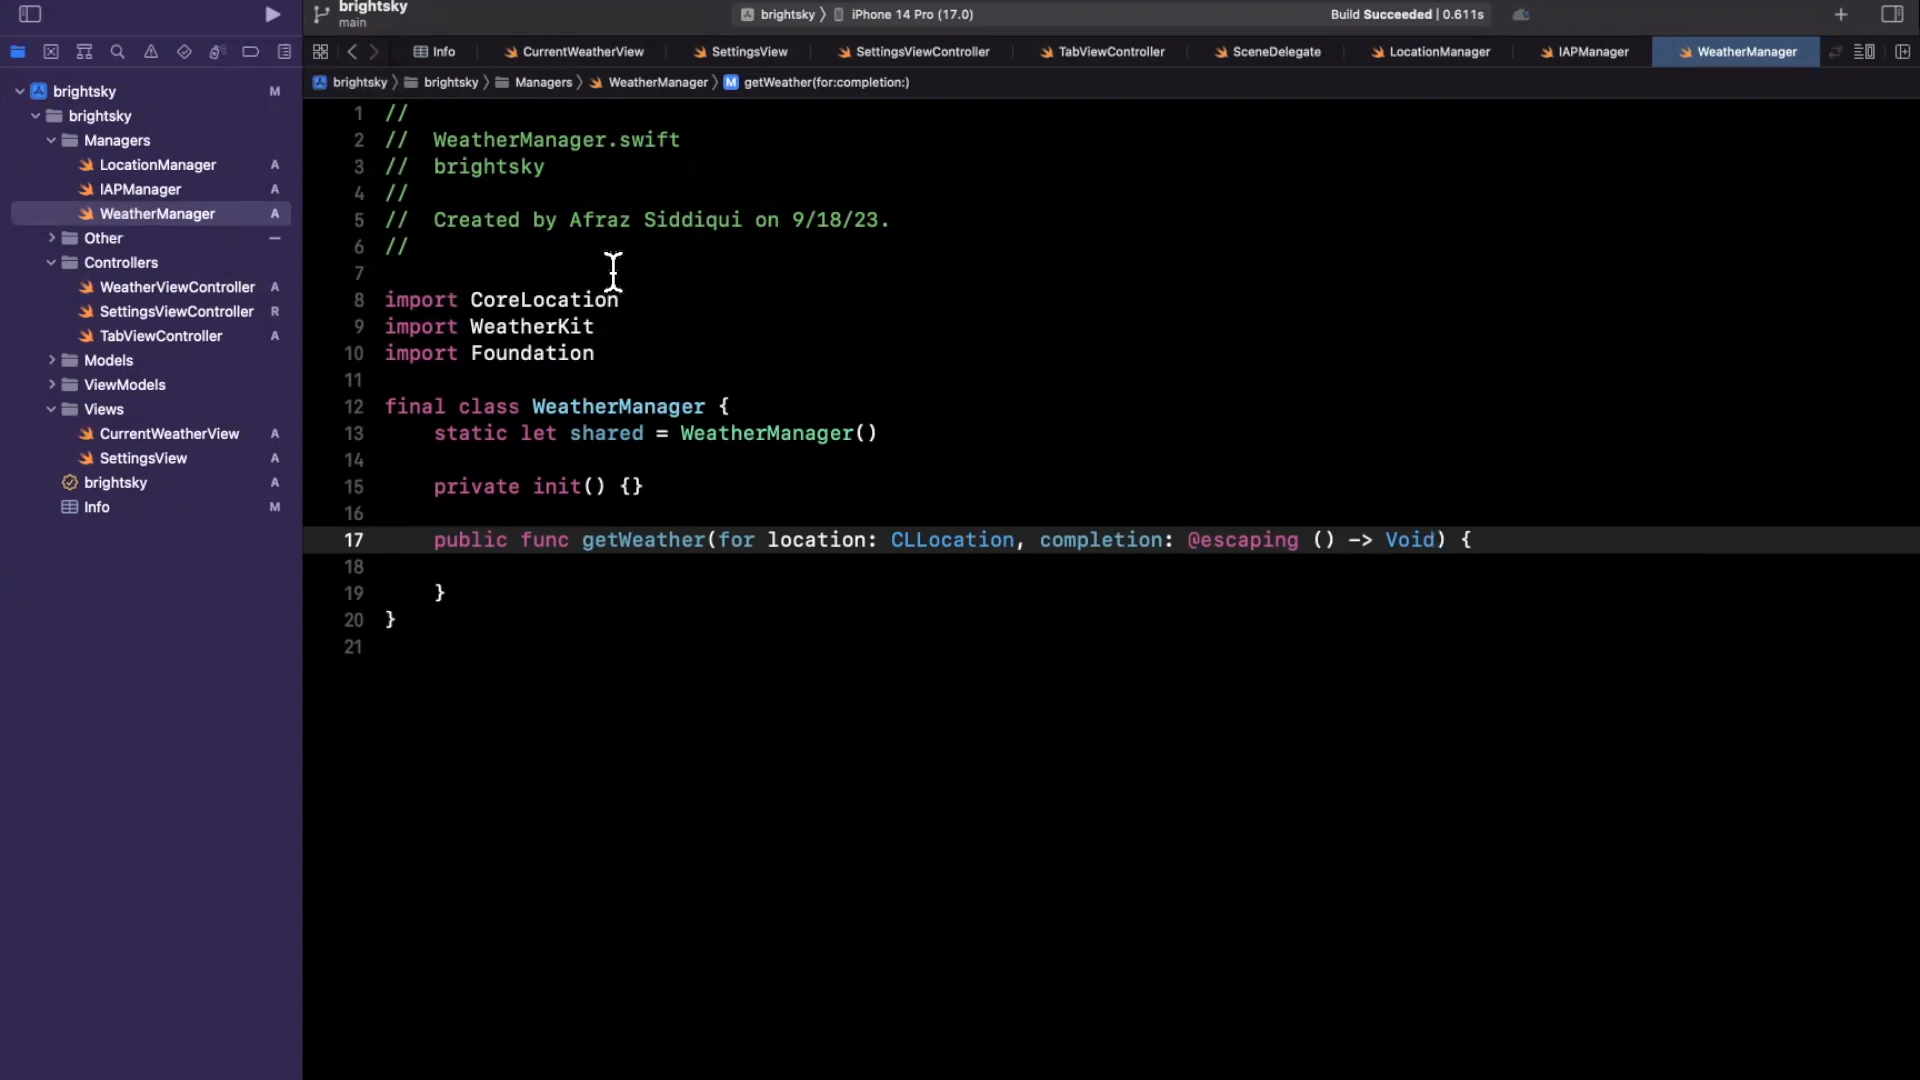 brightsky
main
brightsky 〉 iPhone 14 Pro (17.0)
Build Succeeded | 0.611s
Info
CurrentWeatherView
SettingsView
SettingsViewController
TabViewController
SceneDelegate
LocationManager
IAPManager
WeatherManager
brightsky 〉 brightsky 〉 Managers 〉 WeatherManager 〉 M getWeather(for:completion:)
brightsky M
brightsky
Managers
LocationManager A
IAPManager A
WeatherManager A
Other
Controllers
WeatherViewController A
SettingsViewController R
TabViewController A
Models
ViewModels
Views
CurrentWeatherView A
SettingsView A
brightsky A
Info M
1 //
2 // WeatherManager.swift
3 // brightsky
4 //
5 // Created by Afraz Siddiqui on 9/18/23.
6 //
7
8 import CoreLocation
9 import WeatherKit
10 import Foundation
11
12 final class WeatherManager {
13 static let shared = WeatherManager()
14
15 private init() {}
16
17 public func getWeather(for location: CLLocation, completion: @escaping () -> Void) {
18
19 }
20 }
21